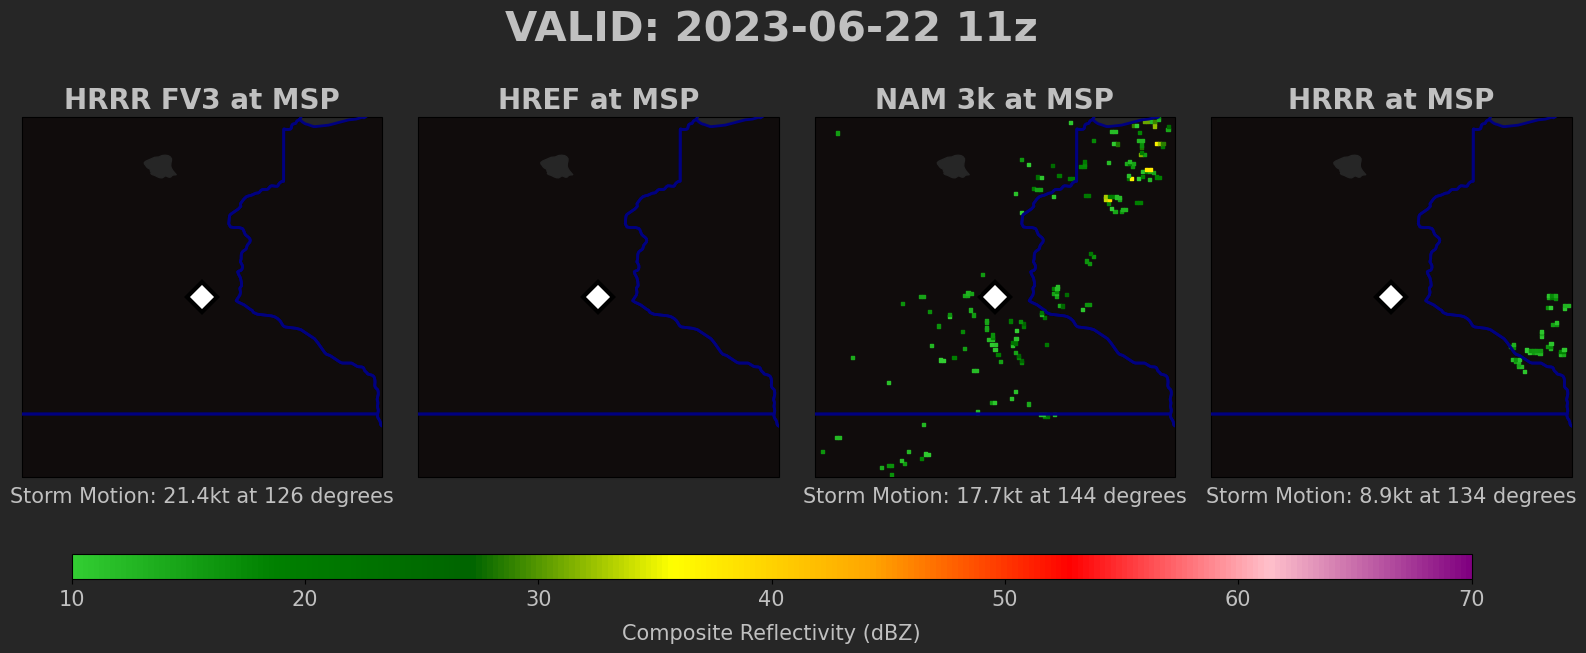 VALID: 2023-06-22 11z
HRRR FV3 at MSP
HREF at MSP
NAM 3k at MSP
HRRR at MSP
Storm Motion: 21.4kt at 126 degrees
Storm Motion: 17.7kt at 144 degrees
Storm Motion: 8.9kt at 134 degrees
10 20 30 40 50 60 70
Composite Reflectivity (dBZ)